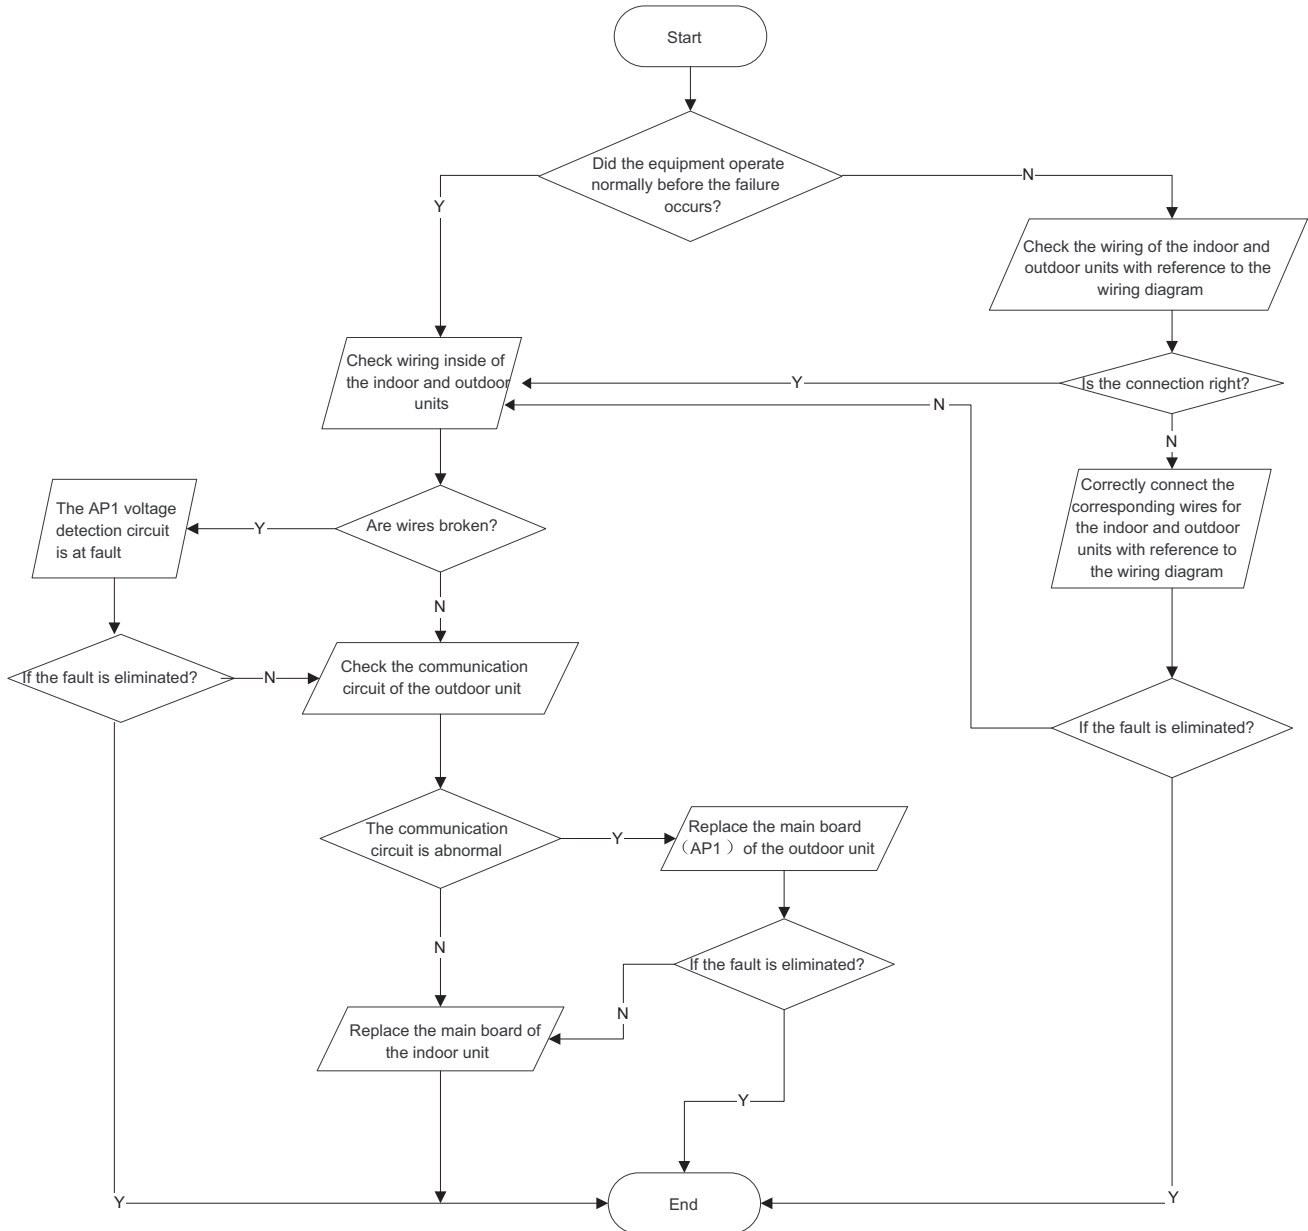 Start
Did the equipment operate
normally before the failure
occurs?
N
Y
Check the wiring of the indoor and
outdoor units with reference to the
wiring diagram
Check wiring inside of
the indoor and outdoor
units
Y
Is the connection right?
N
N
Correctly connect the
corresponding wires for
the indoor and outdoor
units with reference to
the wiring diagram
The AP1 voltage
detection circuit
is at fault
Y
Are wires broken?
N
If the fault is eliminated?
N
Check the communication
circuit of the outdoor unit
If the fault is eliminated?
The communication
circuit is abnormal
Y
Replace the main board
（AP1 ）of the outdoor unit
N
If the fault is eliminated?
N
Replace the main board of
the indoor unit
Y
Y
End
Y